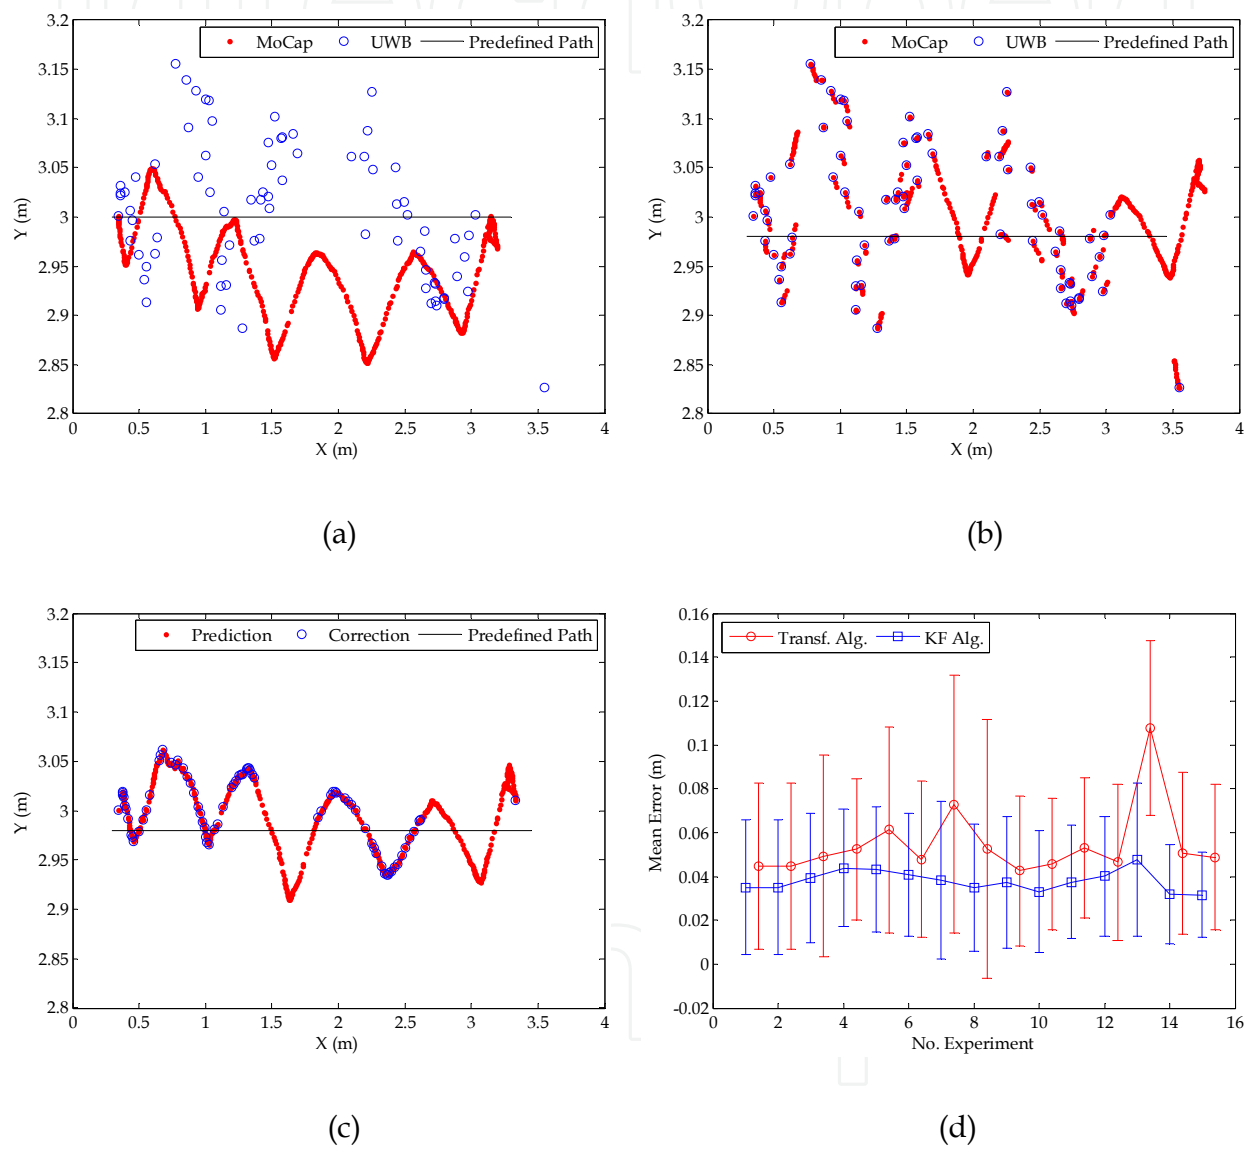 3.2
MoCap UWB Predefined Path
3.15
3.1
3.05
3
2.95
2.9
2.85
2.8
Y (m)
0 0.5 1 1.5 2 2.5 3 3.5 4
X (m)
(a)
3.2
MoCap UWB Predefined Path
3.15
3.1
3.05
3
2.95
2.9
2.85
2.8
Y (m)
0 0.5 1 1.5 2 2.5 3 3.5 4
X (m)
(b)
3.2
Prediction Correction Predefined Path
3.15
3.1
3.05
3
2.95
2.9
2.85
2.8
Y (m)
0 0.5 1 1.5 2 2.5 3 3.5 4
X (m)
(c)
0.16
Transf. Alg. KF Alg.
0.14
0.12
0.1
0.08
0.06
0.04
0.02
0
-0.02
Mean Error (m)
0 2 4 6 8 10 12 14 16
No. Experiment
(d)